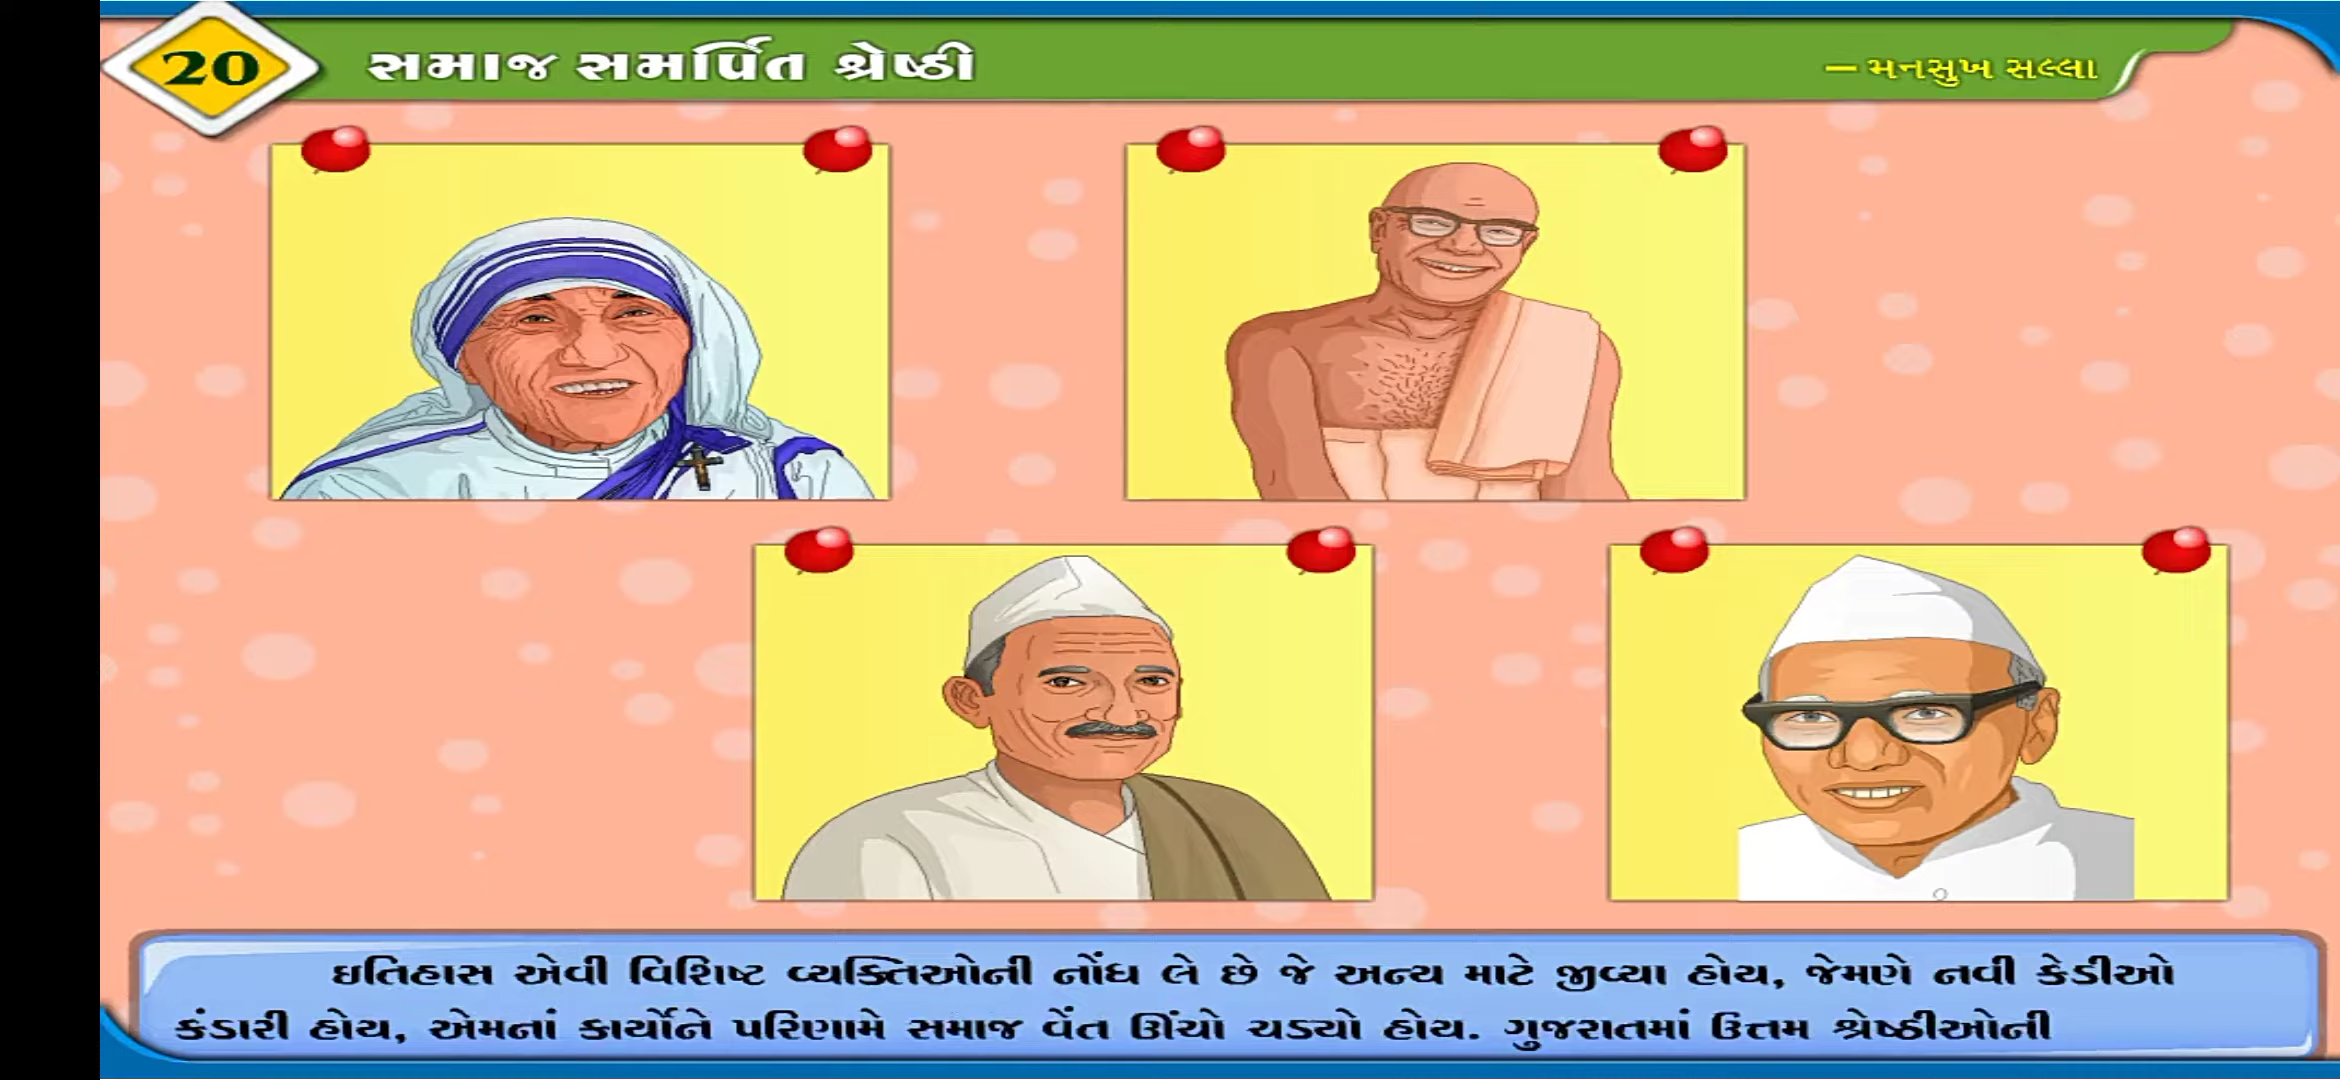 20
સમાજ સમર્પિત શ્રેષ્ઠી
– મનસુખ સલ્લા
ઇતિહાસ એવી વિશિષ્ટ વ્યક્તિઓની નોંધ લે છે જે અન્ય માટે જીવ્યા હોય, જેમણે નવી કેડીઓ
કંડારી હોય, એમનાં કાર્યોને પરિણામે સમાજ વેંત ઊંચો ચડ્યો હોય. ગુજરાતમાં ઉત્તમ શ્રેષ્ઠીઓની